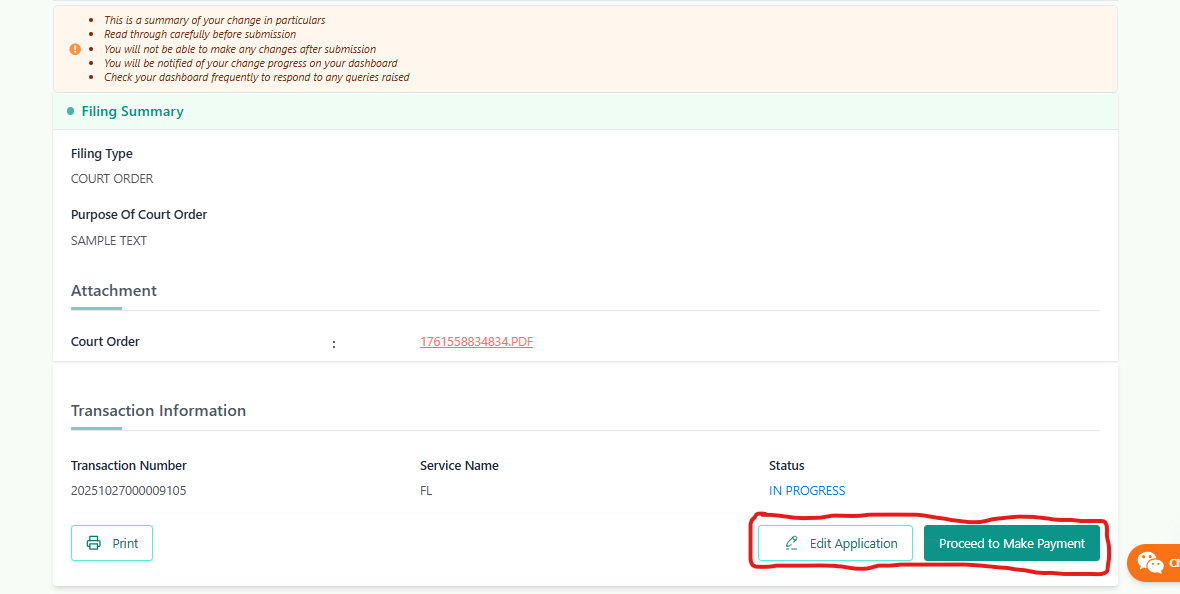 This is a summary of your change in particulars
Read through carefully before submission
You will not be able to make any changes after submission
You will be notified of your change progress on your dashboard
Check your dashboard frequently to respond to any queries raised
Filing Summary
Filing Type
COURT ORDER
Purpose Of Court Order
SAMPLE TEXT
Attachment
Court Order : 1761558834834.PDF
Transaction Information
Transaction Number Service Name Status
20251027000009105 FL IN PROGRESS
Print Edit Application Proceed to Make Payment